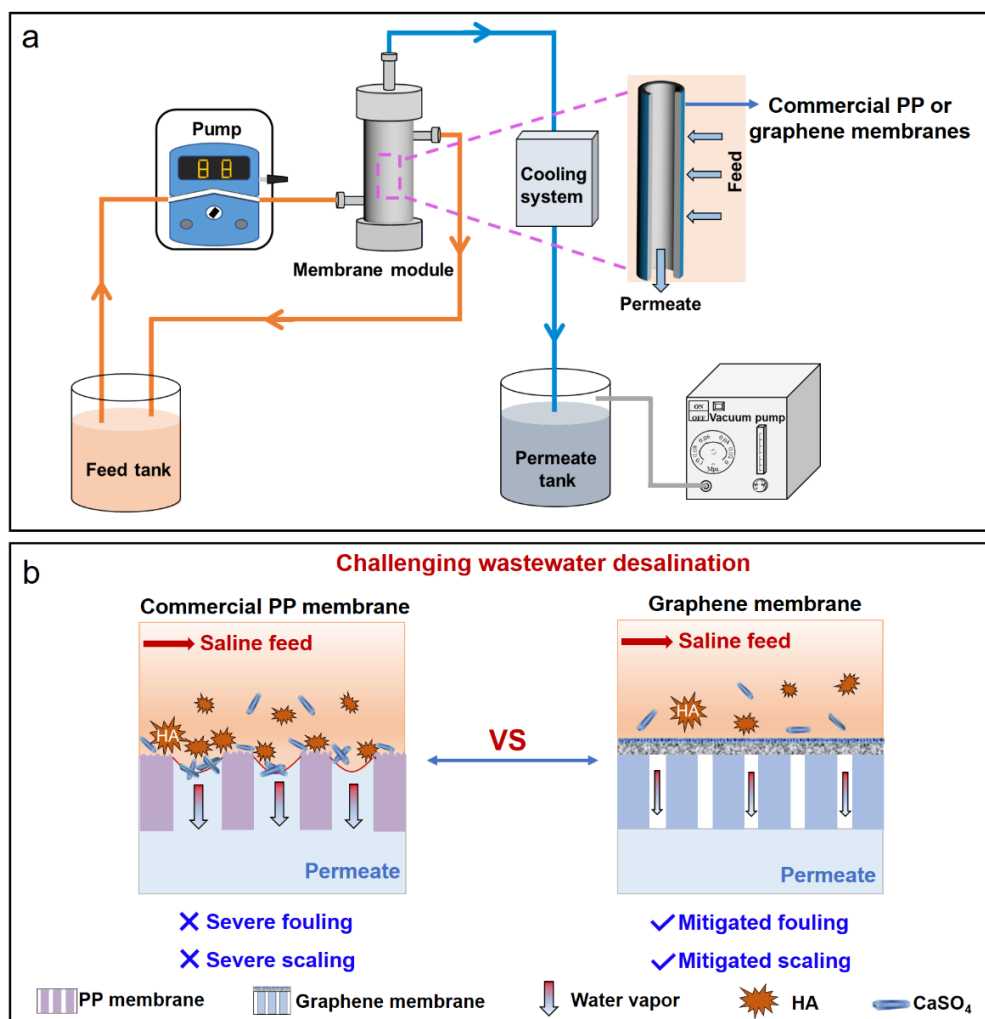 a
Pump
88
Membrane module
Cooling
system
Commercial PP or
graphene membranes
Feed
Permeate
Feed tank
Permeate
tank
ON
OFF
Vacuum pump
Mpa
b
Challenging wastewater desalination
Commercial PP membrane
Graphene membrane
Saline feed
Saline feed
HA
HA
VS
Permeate
Permeate
Severe fouling
Mitigated fouling
Severe scaling
Mitigated scaling
PP membrane
Graphene membrane
Water vapor
HA
CaSO₄